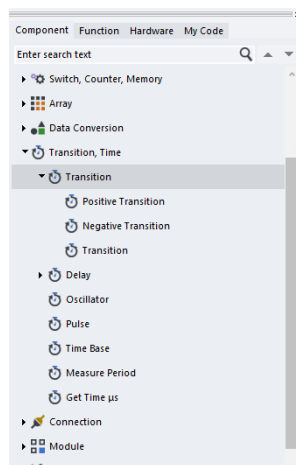 Component Function Hardware My Code
Enter search text
Switch, Counter, Memory
Array
Data Conversion
Transition, Time
Transition
Positive Transition
Negative Transition
Transition
Delay
Oscillator
Pulse
Time Base
Measure Period
Get Time µs
Connection
Module